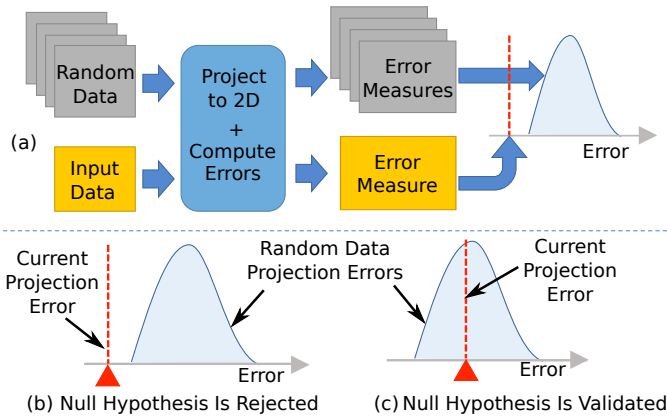 Random
Data
Project
to 2D
+
Compute
Errors
Error
Measures
(a)
Input
Data
Error
Measure
Error
Current
Projection
Error
Random Data
Projection Errors
Current
Projection
Error
Error
Error
(b) Null Hypothesis Is Rejected
(c) Null Hypothesis Is Validated